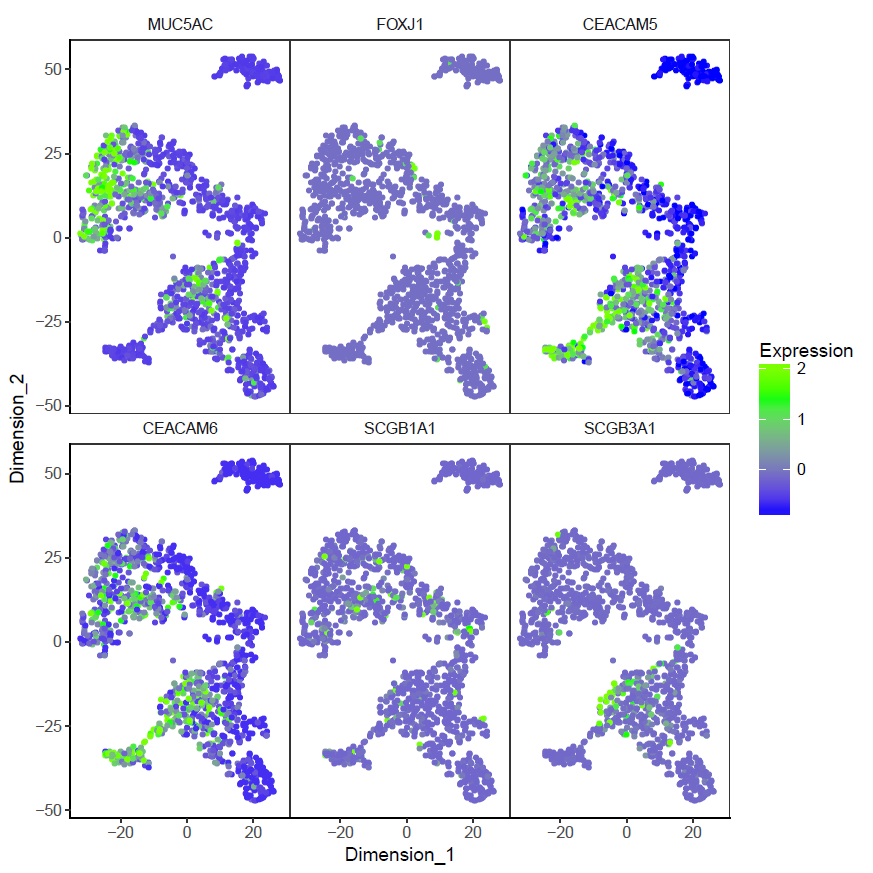 MUC5AC FOXJ1 CEACAM5
50
25
0
−25
−50
CEACAM6 SCGB1A1 SCGB3A1
50
25
0
−25
−50
−20 0 20 −20 0 20 −20 0 20
Dimension_1
Dimension_2
Expression
2
1
0